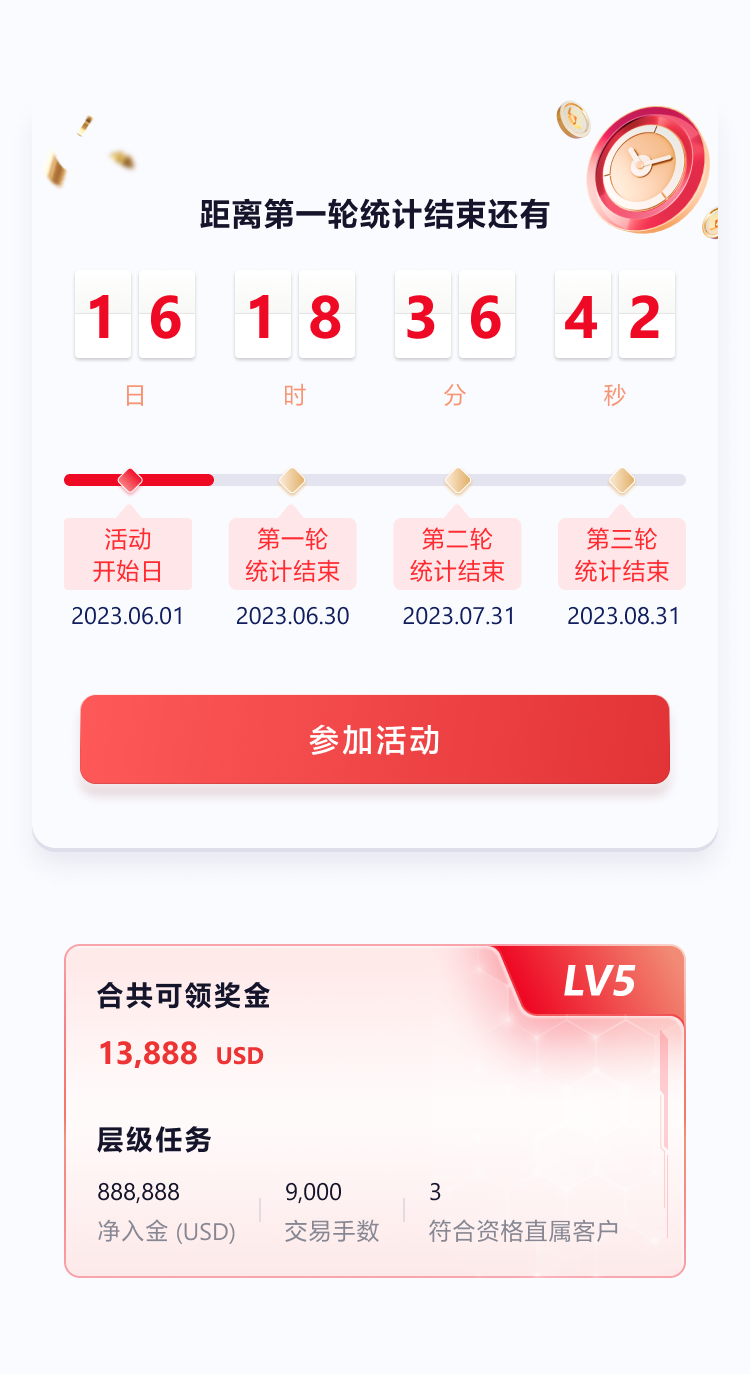 距离第一轮统计结束还有
16 18 36 42
日 时 分 秒
活动 第一轮 第二轮 第三轮
开始日 统计结束 统计结束 统计结束
2023.06.01 2023.06.30 2023.07.31 2023.08.31
参加活动
LV5
合共可领奖金
13,888 USD
层级任务
888,888 9,000 3
净入金 (USD) 交易手数 符合资格直属客户